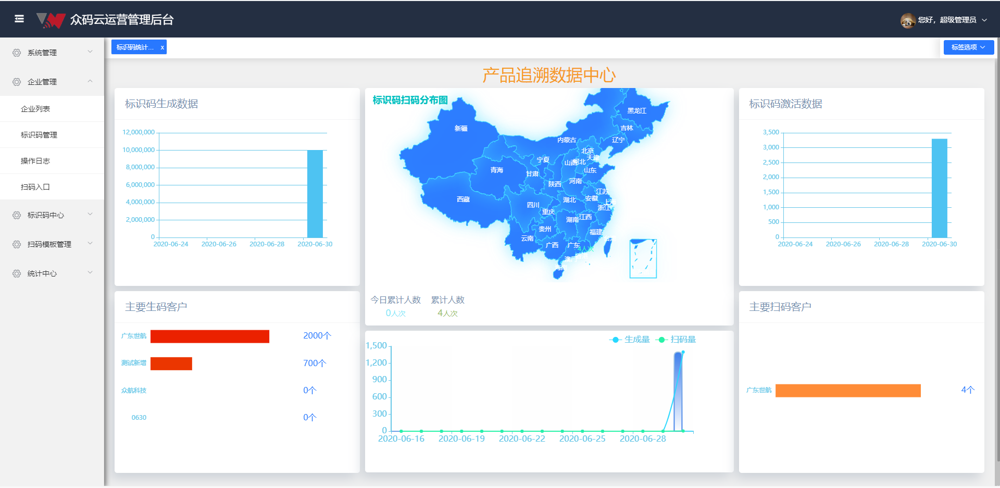 众码云运营管理后台
您好，超级管理员
系统管理
企业管理
企业列表
标识码管理
操作日志
扫码入口
标识码中心
扫码模板管理
统计中心
标识码统计... x
标签选项
产品追溯数据中心
标识码生成数据
12,000,000
10,000,000
8,000,000
6,000,000
4,000,000
2,000,000
0
2020-06-24 2020-06-26 2020-06-28 2020-06-30
标识码扫码分布图
黑龙江
新疆
吉林
内蒙古
辽宁
北京
天津
宁夏
山西
河北
青海
甘肃
山东
陕西
河南
江苏
西藏
湖北
安徽
上海
四川
浙江
重庆
湖南
江西
贵州
福建
云南
广西
广东
4人次
澳门
海南
今日累计人数 累计人数
0人次 4人次
标识码激活数据
3,500
3,000
2,500
2,000
1,500
1,000
500
0
2020-06-24 2020-06-26 2020-06-28 2020-06-30
主要生码客户
广东世航 2000个
测试新增 700个
众航科技 0个
0630 0个
生成量 扫码量
1,500
1,200
900
600
300
0
2020-06-16 2020-06-19 2020-06-22 2020-06-25 2020-06-28
主要扫码客户
广东世航 4个